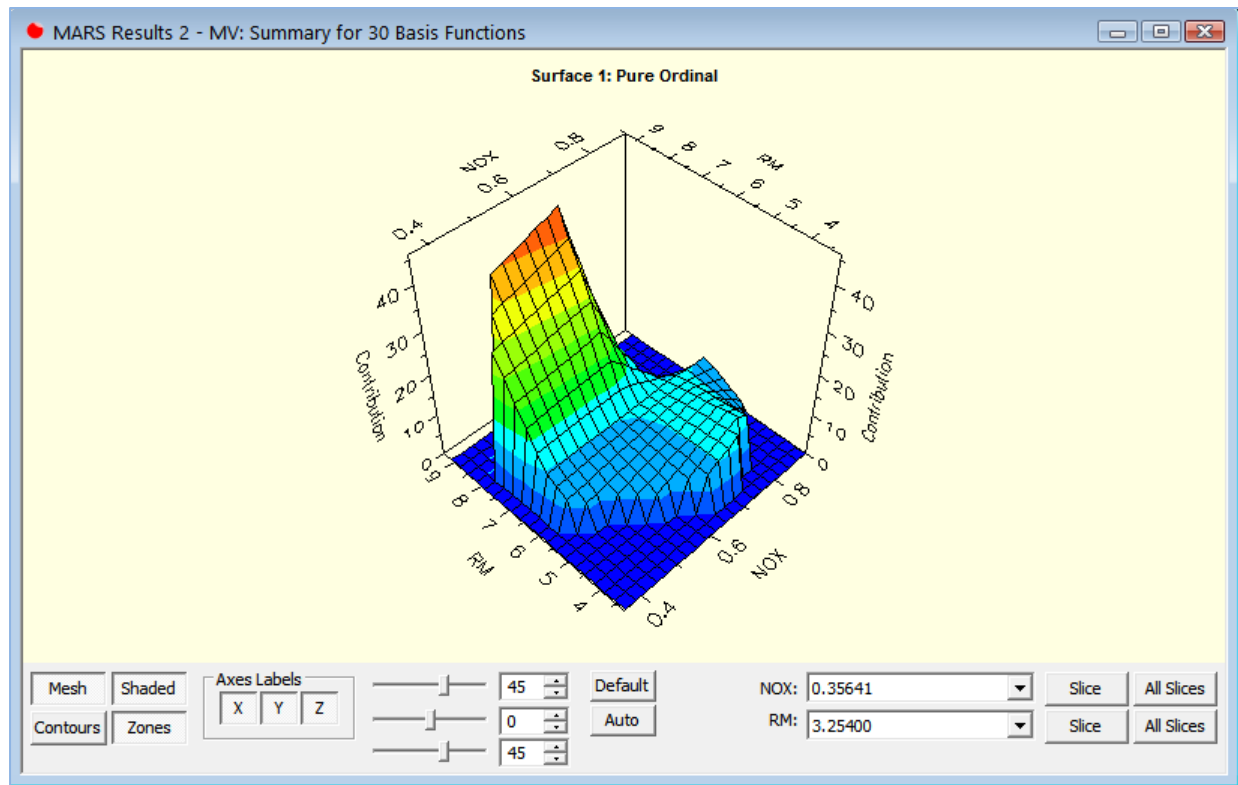 MARS Results 2 - MV: Summary for 30 Basis Functions
Surface 1: Pure Ordinal
0.4 NOX 0.6 0.8
9 8 7 RM 6 5 4
Contribution 40 30 20 10 0
40 30 20 10 0 Contribution
9 8 7 RM 6 5 4
0.4 0.6 NOX 0.8
Mesh Shaded Axes Labels 45 Default NOX: 0.35641 Slice All Slices
X Y Z
Contours Zones 0 Auto RM: 3.25400 Slice All Slices
45